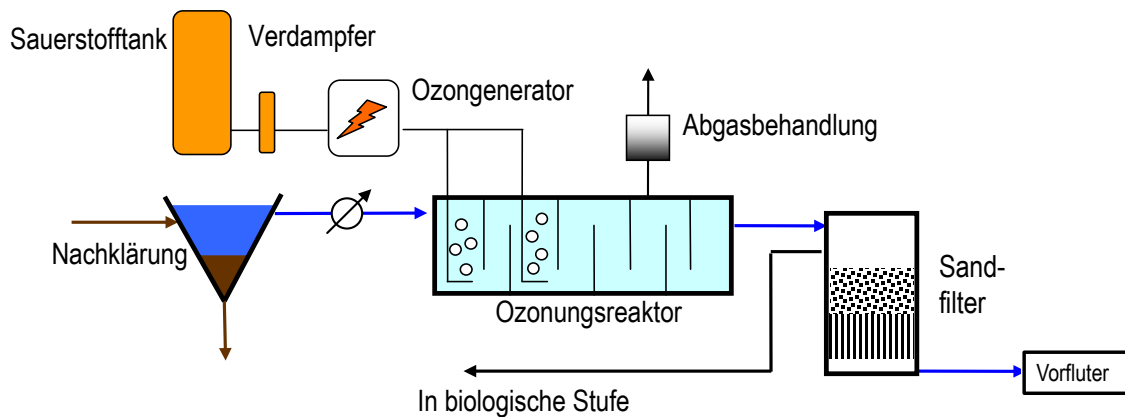 Sauerstofftank
Verdampfer
Ozongenerator
Abgasbehandlung
Nachklärung
Ozonungsreaktor
Sand-
filter
In biologische Stufe
Vorfluter